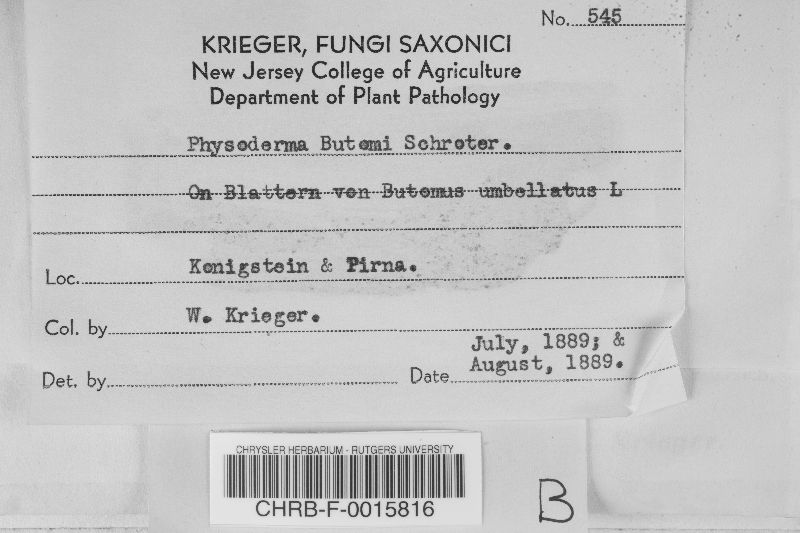 No. 545
KRIEGER, FUNGI SAXONICI
New Jersey College of Agriculture
Department of Plant Pathology
Physoderma Butomi Schroter.
On Blattern von Butomus umbellatus L
Loc. Konigstein & Pirna.
Col. by W. Krieger.
July, 1889; &
Det. by Date August, 1889.
CHRYSLER HERBARIUM - RUTGERS UNIVERSITY
CHRB-F-0015816
B